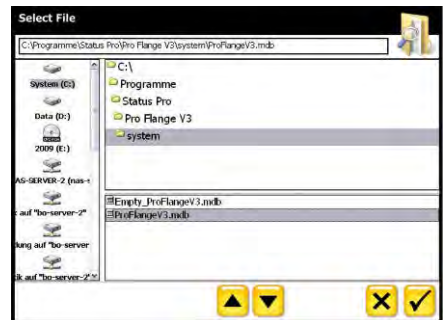 Select File
C:\Programme\Status Pro\Pro Flange V3\system\ProFlangeV3.mdb
System (C:)
Data (D:)
2009 (E:)
AS-SERVER-2 (nas-s
auf "bo-server-2"
dung auf "bo-server
tik auf "bo-server-2'
C:\
Programme
Status Pro
Pro Flange V3
system
Empty_ProFlangeV3.mdb
ProFlangeV3.mdb